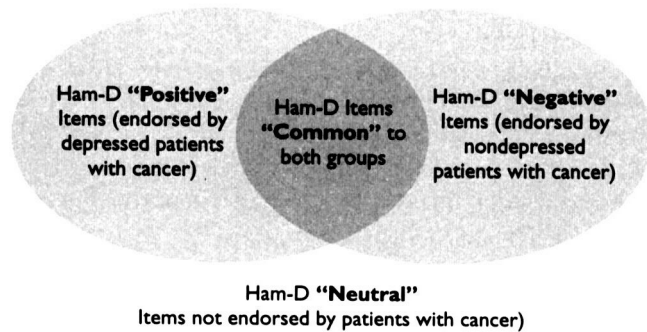 Ham-D “Positive”
Items (endorsed by
depressed patients
with cancer)
Ham-D Items
“Common” to
both groups
Ham-D “Negative”
Items (endorsed by
nondepressed
patients with cancer)
Ham-D “Neutral”
Items not endorsed by patients with cancer)